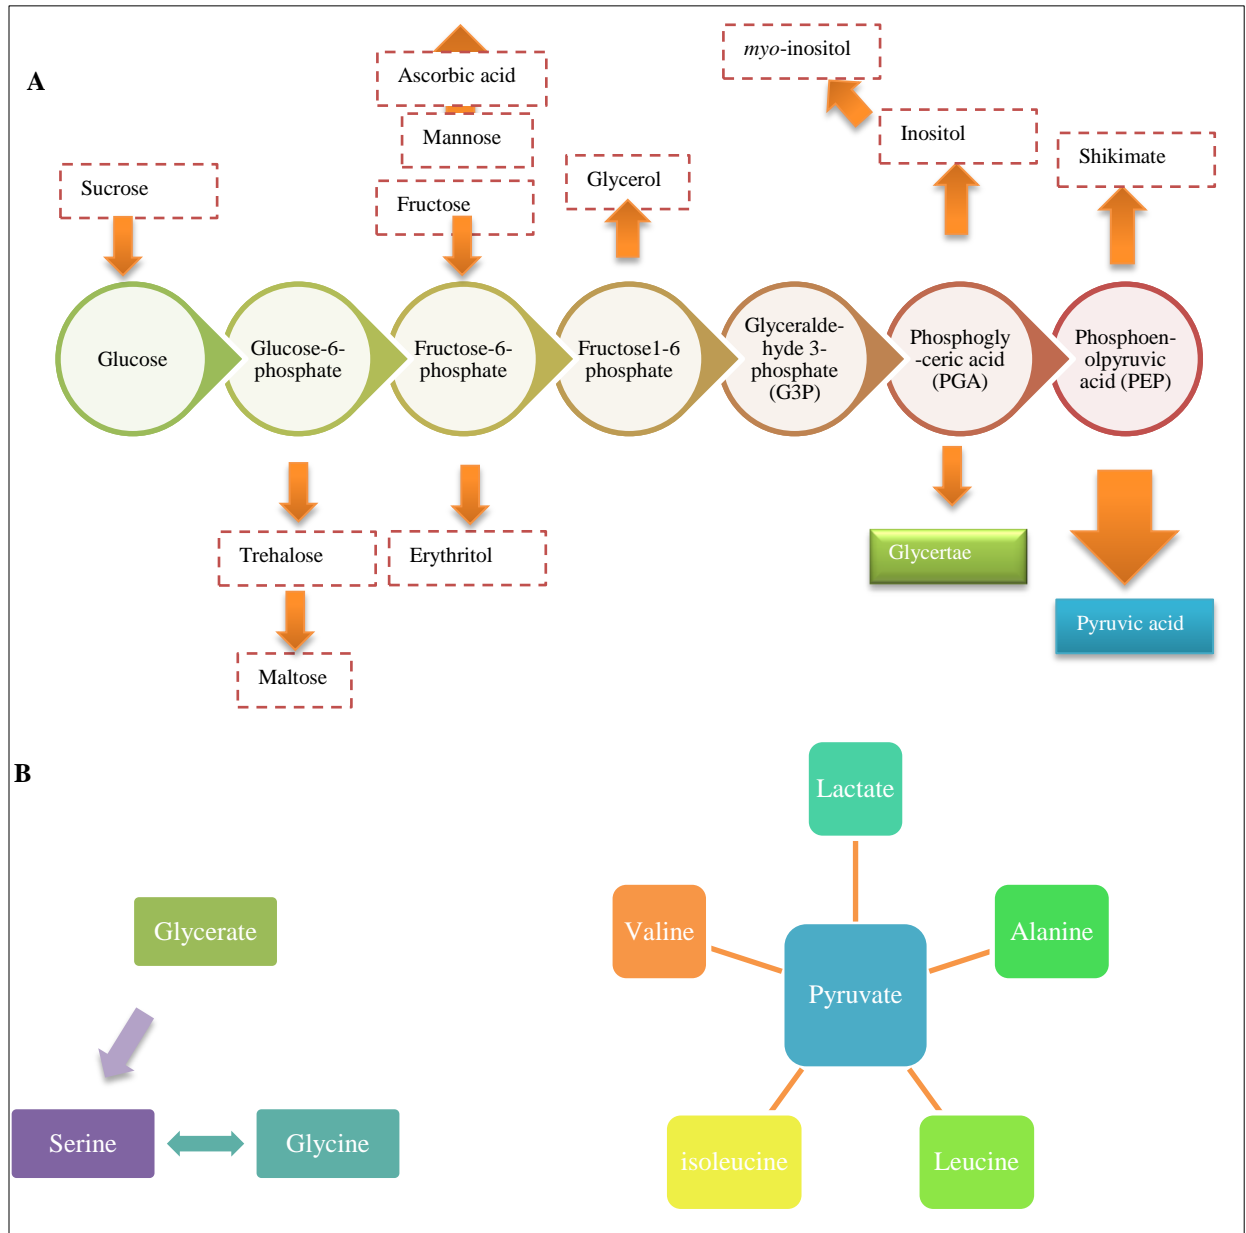 A
Ascorbic acid
Mannose
Fructose
Sucrose
Glycerol
myo-inositol
Inositol
Shikimate
Glucose
Glucose-6-
phosphate
Fructose-6-
phosphate
Fructose1-6
phosphate
Glyceralde-
hyde 3-
phosphate
(G3P)
Phosphogly
-ceric acid
(PGA)
Phosphoen-
olpyruvic
acid (PEP)
Trehalose
Maltose
Erythritol
Glycertae
Pyruvic acid
B
Glycerate
Serine
Glycine
Lactate
Valine
Alanine
Pyruvate
isoleucine
Leucine